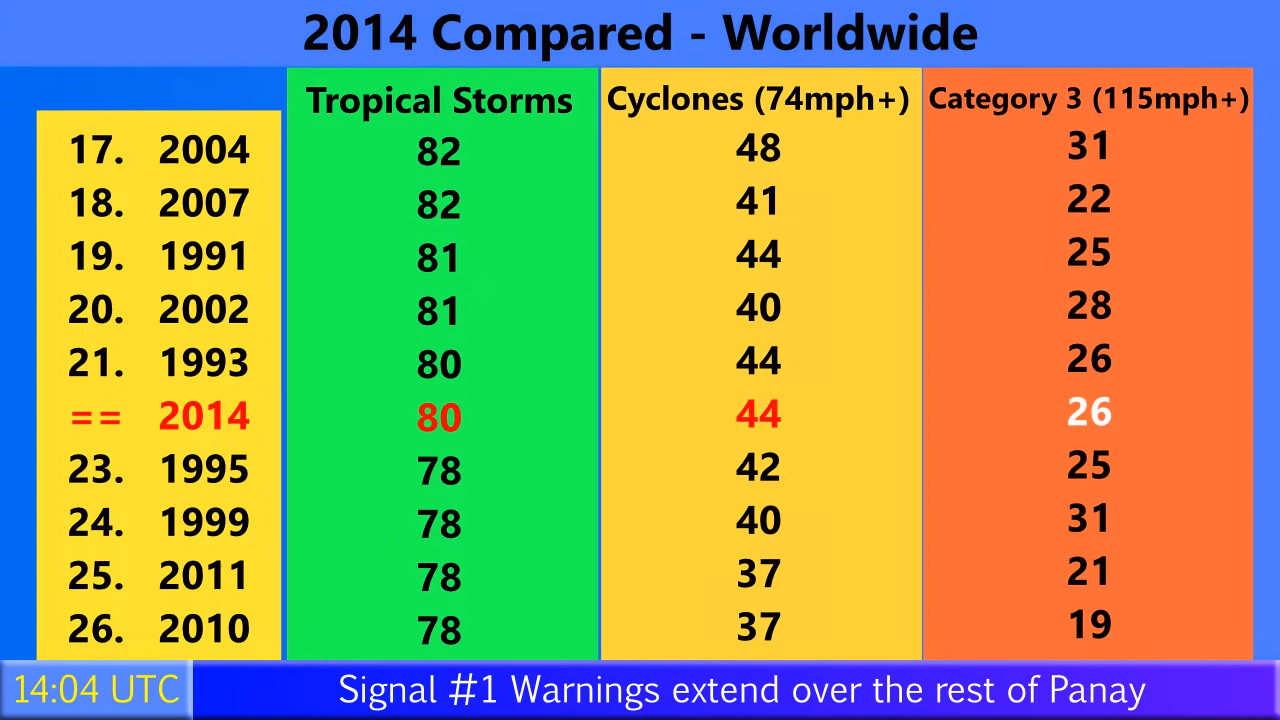 2014 Compared - Worldwide
Tropical Storms Cyclones (74mph+) Category 3 (115mph+)
17. 2004 82 48 31
18. 2007 82 41 22
19. 1991 81 44 25
20. 2002 81 40 28
21. 1993 80 44 26
== 2014 80 44 26
23. 1995 78 42 25
24. 1999 78 40 31
25. 2011 78 37 21
26. 2010 78 37 19
14:04 UTC Signal #1 Warnings extend over the rest of Panay